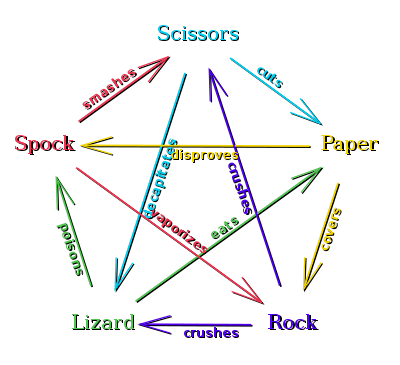 Scissors
smashes
cuts
Spock
decapitates
disproves
Paper
crushes
vaporizes
eats
poisons
covers
Lizard
crushes
Rock